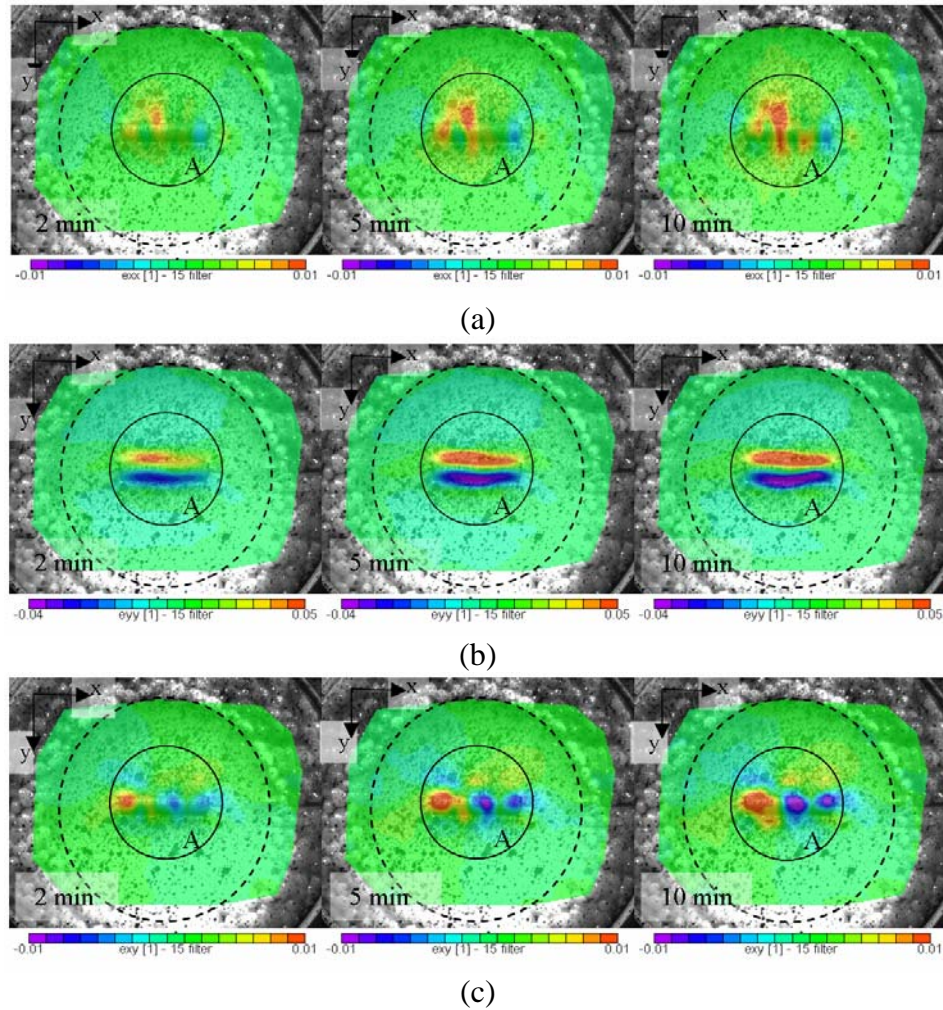 x x x
y y y
A A A
2 min 5 min 10 min
-0.01 exx [1] - 15 filter 0.01 -0.01 exx [1] - 15 filter 0.01 -0.01 exx [1] - 15 filter 0.01
(a)
x x x
y y y
A A A
2 min 5 min 10 min
-0.04 eyy [1] - 15 filter 0.05 -0.04 eyy [1] - 15 filter 0.05 -0.04 eyy [1] - 15 filter 0.05
(b)
x x x
y y y
A A A
2 min 5 min 10 min
-0.01 exy [1] - 15 filter 0.01 -0.01 exy [1] - 15 filter 0.01 -0.01 exy [1] - 15 filter 0.01
(c)